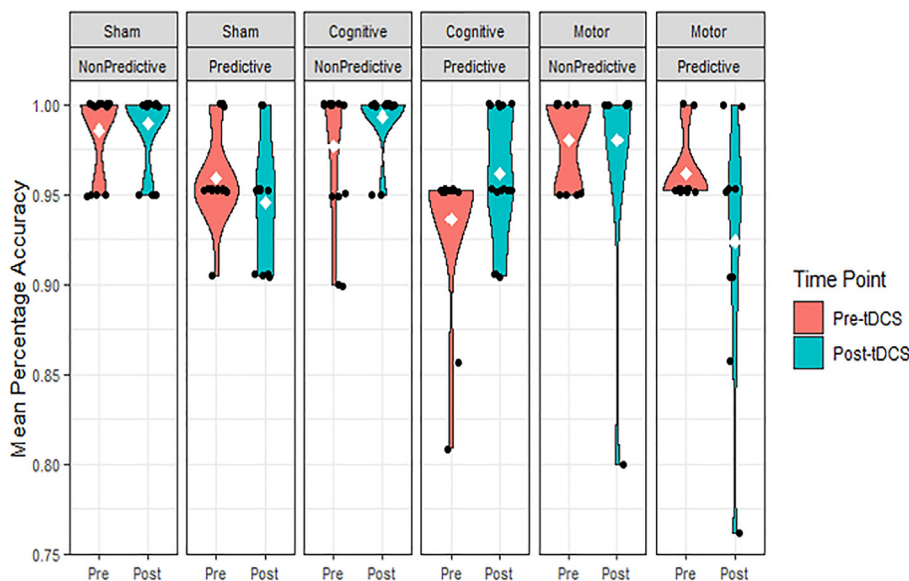 Sham Sham Cognitive Cognitive Motor Motor
NonPredictive Predictive NonPredictive Predictive NonPredictive Predictive
Mean Percentage Accuracy
1.00
0.95
0.90
0.85
0.80
0.75
Pre Post Pre Post Pre Post Pre Post Pre Post Pre Post
Time Point
Pre-tDCS
Post-tDCS